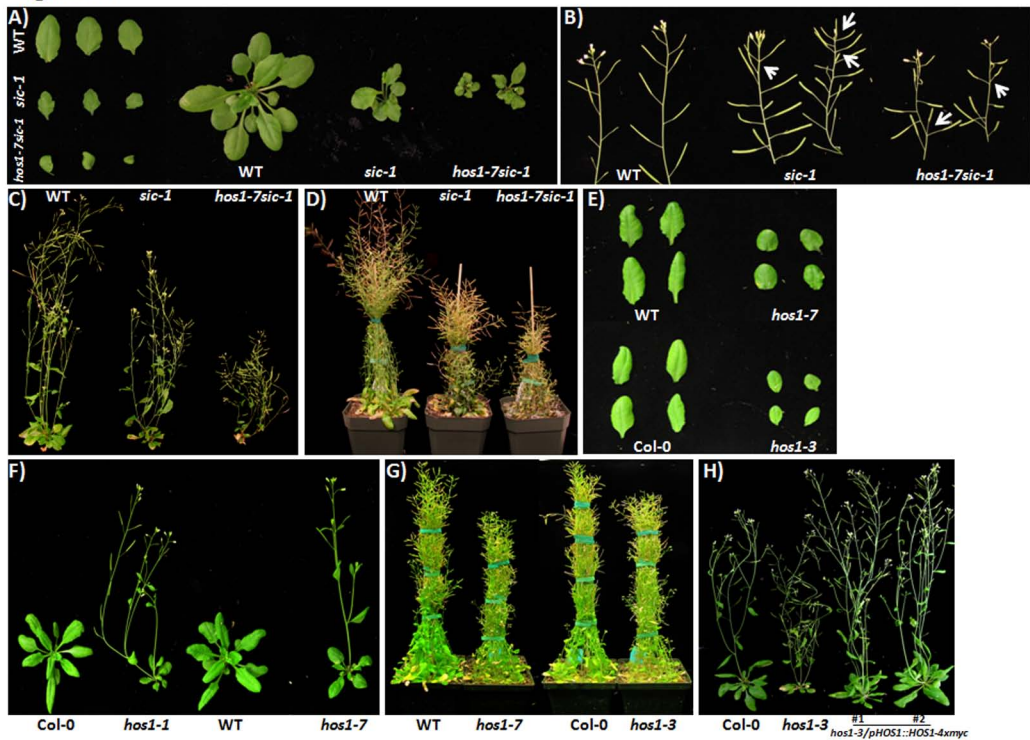 A)
WT
sic-1
hos1-7sic-1
WT
sic-1
hos1-7sic-1
B)
WT
sic-1
hos1-7sic-1
C)
WT
sic-1
hos1-7sic-1
D)
WT
sic-1
hos1-7sic-1
E)
WT
hos1-7
Col-0
hos1-3
F)
Col-0
hos1-1
WT
hos1-7
G)
WT
hos1-7
Col-0
hos1-3
H)
Col-0
hos1-3
#1
#2
hos1-3/pHOS1::HOS1-4xmyc